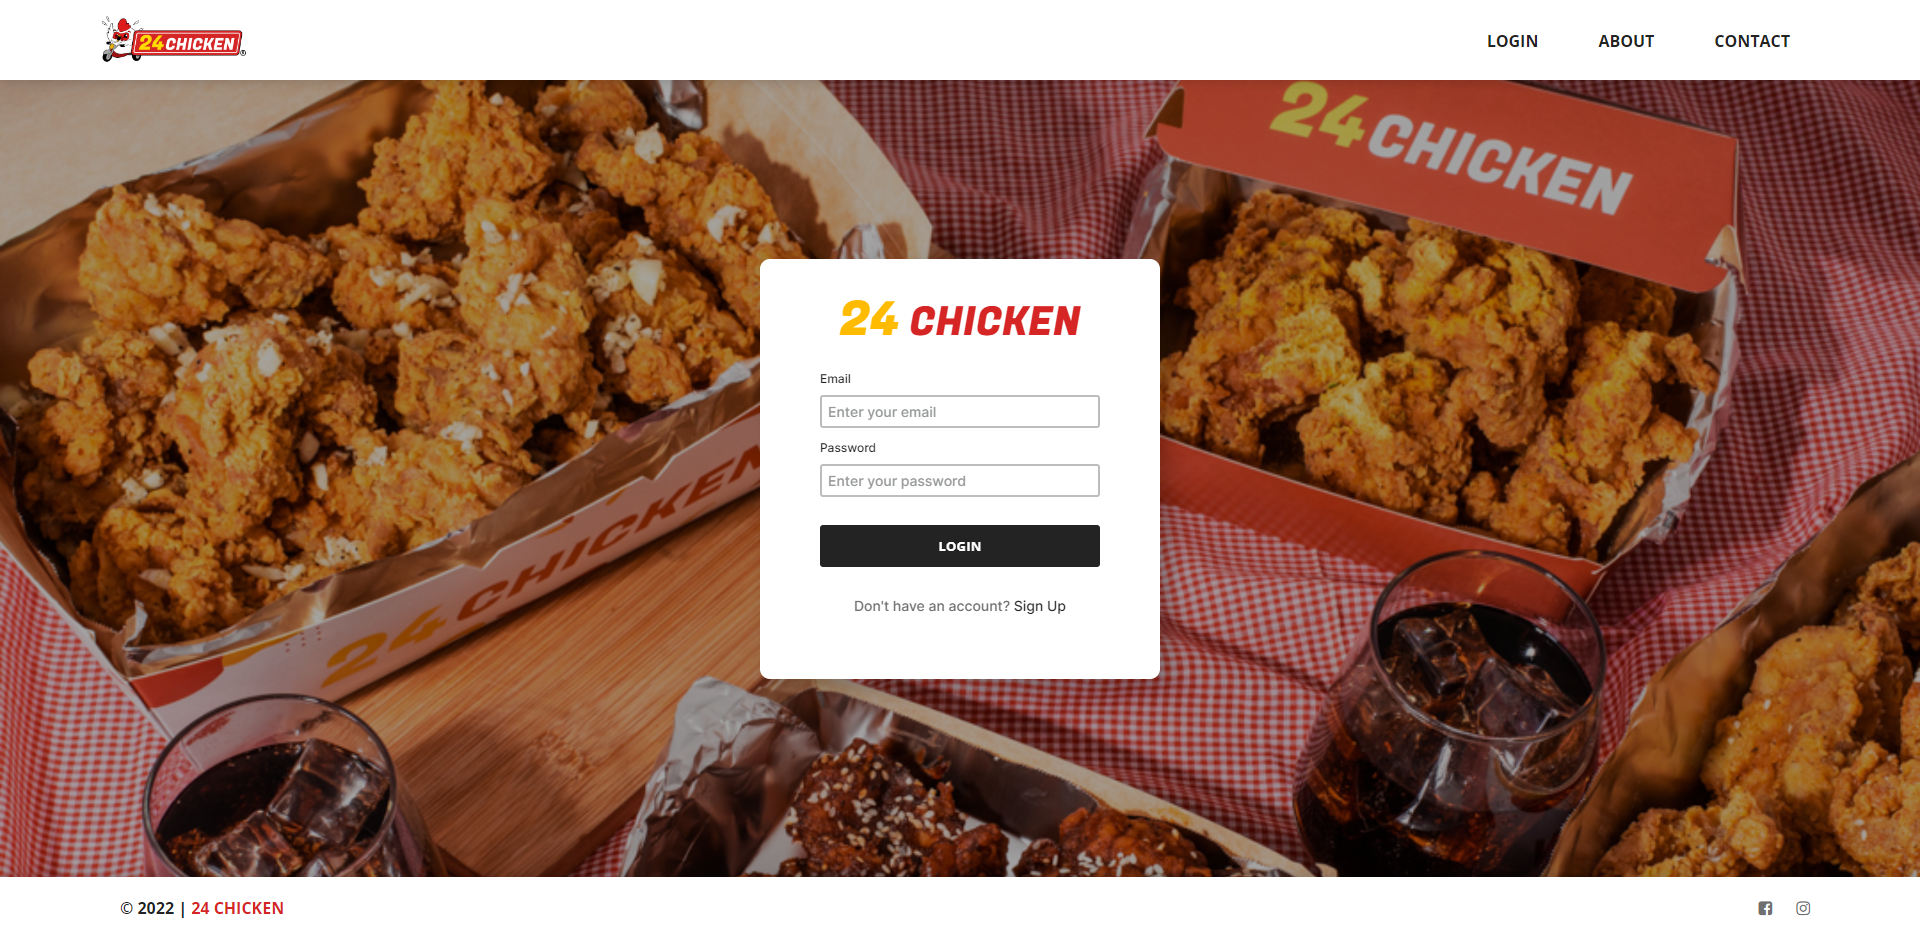 24 CHICKEN ®
LOGIN
ABOUT
CONTACT
24 CHICKEN
24 CHICKEN
Email
Enter your email
Password
Enter your password
LOGIN
Don't have an account? Sign Up
24 CHICKEN
© 2022 | 24 CHICKEN